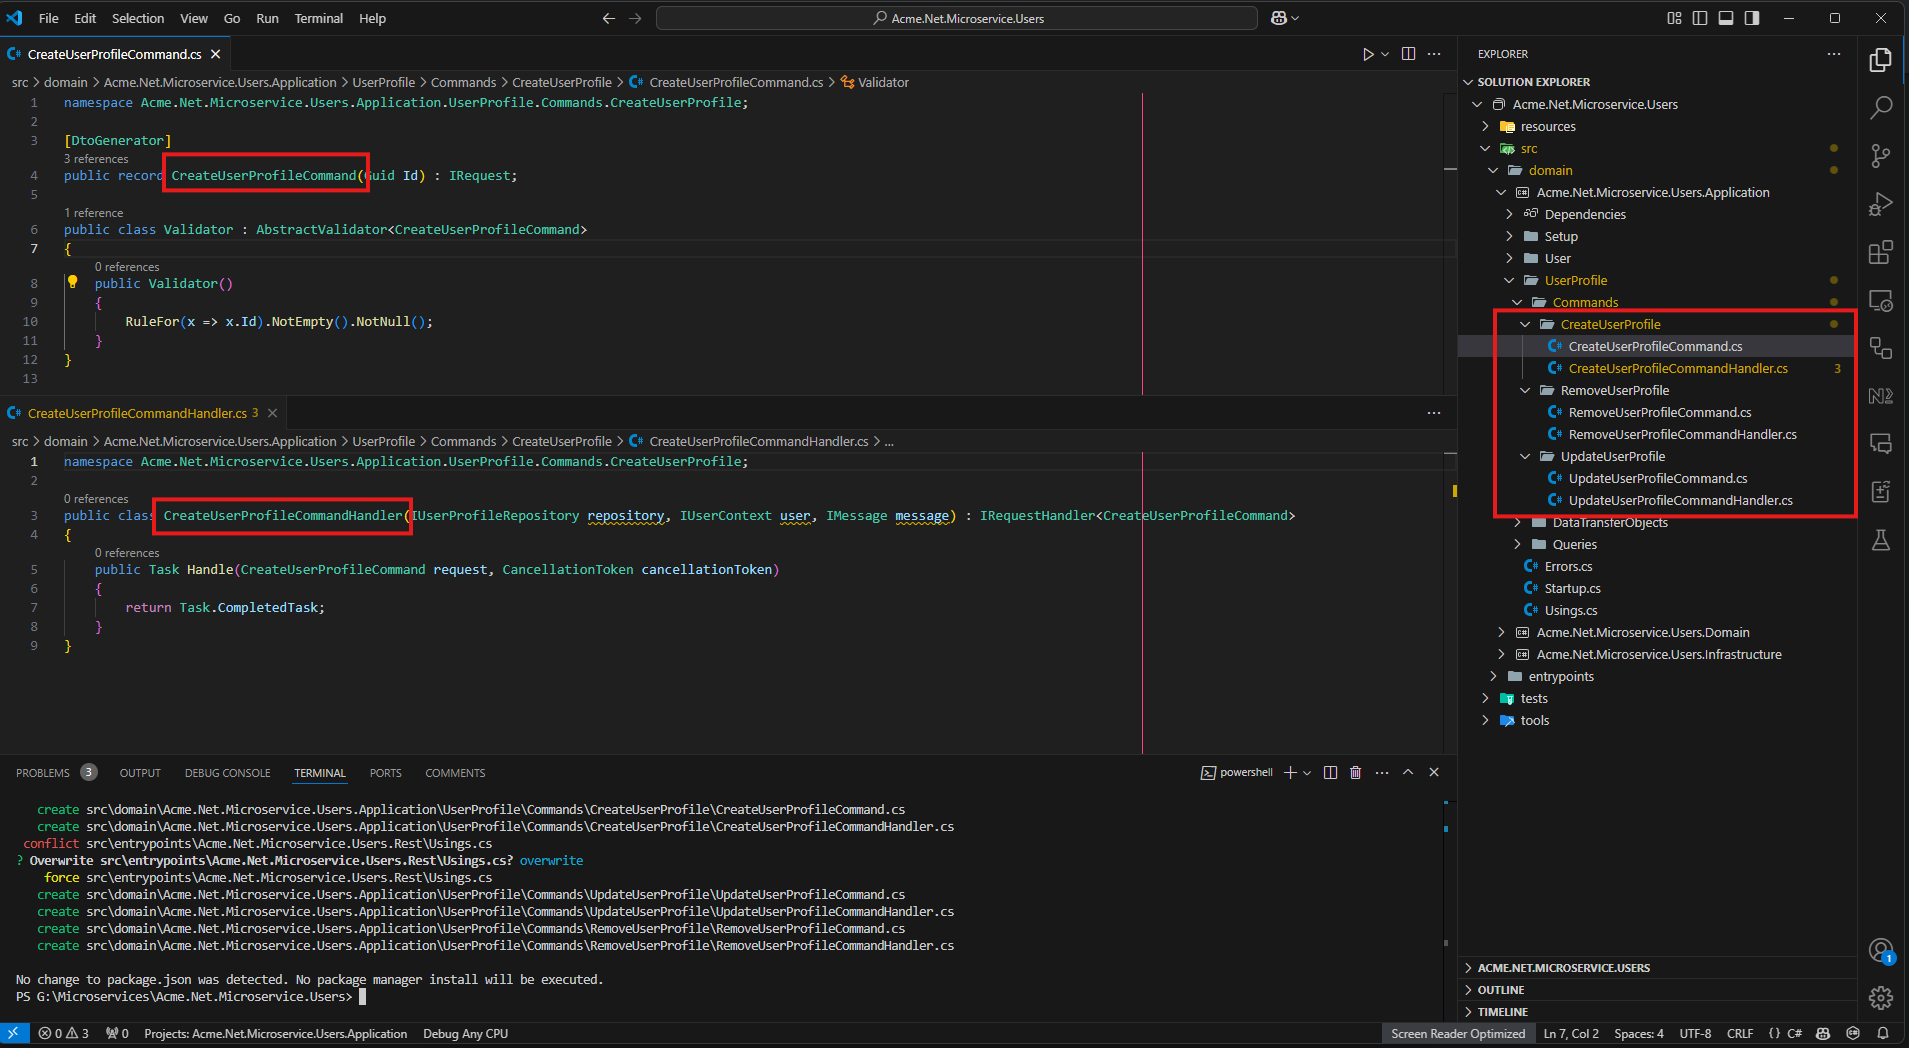 File Edit Selection View Go Run Terminal Help
Acme.Net.Microservice.Users
CreateUserProfileCommand.cs
src > domain > Acme.Net.Microservice.Users.Application > UserProfile > Commands > CreateUserProfile > CreateUserProfileCommand.cs > Validator
1 namespace Acme.Net.Microservice.Users.Application.UserProfile.Commands.CreateUserProfile;
2
3 [DtoGenerator]
3 references
4 public record CreateUserProfileCommand(Guid Id) : IRequest;
5
1 reference
6 public class Validator : AbstractValidator<CreateUserProfileCommand>
7 {
0 references
8 public Validator()
9 {
10 RuleFor(x => x.Id).NotEmpty().NotNull();
11 }
12 }
13
CreateUserProfileCommandHandler.cs 3
src > domain > Acme.Net.Microservice.Users.Application > UserProfile > Commands > CreateUserProfile > CreateUserProfileCommandHandler.cs > ...
1 namespace Acme.Net.Microservice.Users.Application.UserProfile.Commands.CreateUserProfile;
2
0 references
3 public class CreateUserProfileCommandHandler(IUserProfileRepository repository, IUserContext user, IMessage message) : IRequestHandler<CreateUserProfileCommand>
4 {
0 references
5 public Task Handle(CreateUserProfileCommand request, CancellationToken cancellationToken)
6 {
7 return Task.CompletedTask;
8 }
9 }
PROBLEMS 3 OUTPUT DEBUG CONSOLE TERMINAL PORTS COMMENTS
powershell
create src\domain\Acme.Net.Microservice.Users.Application\UserProfile\Commands\CreateUserProfile\CreateUserProfileCommand.cs
create src\domain\Acme.Net.Microservice.Users.Application\UserProfile\Commands\CreateUserProfile\CreateUserProfileCommandHandler.cs
conflict src\entrypoints\Acme.Net.Microservice.Users.Rest\Usings.cs
? Overwrite src\entrypoints\Acme.Net.Microservice.Users.Rest\Usings.cs? overwrite
force src\entrypoints\Acme.Net.Microservice.Users.Rest\Usings.cs
create src\domain\Acme.Net.Microservice.Users.Application\UserProfile\Commands\UpdateUserProfile\UpdateUserProfileCommand.cs
create src\domain\Acme.Net.Microservice.Users.Application\UserProfile\Commands\UpdateUserProfile\UpdateUserProfileCommandHandler.cs
create src\domain\Acme.Net.Microservice.Users.Application\UserProfile\Commands\RemoveUserProfile\RemoveUserProfileCommand.cs
create src\domain\Acme.Net.Microservice.Users.Application\UserProfile\Commands\RemoveUserProfile\RemoveUserProfileCommandHandler.cs
No change to package.json was detected. No package manager install will be executed.
PS G:\Microservices\Acme.Net.Microservice.Users>
EXPLORER
SOLUTION EXPLORER
Acme.Net.Microservice.Users
resources
src
domain
Acme.Net.Microservice.Users.Application
Dependencies
Setup
User
UserProfile
Commands
CreateUserProfile
CreateUserProfileCommand.cs
CreateUserProfileCommandHandler.cs 3
RemoveUserProfile
RemoveUserProfileCommand.cs
RemoveUserProfileCommandHandler.cs
UpdateUserProfile
UpdateUserProfileCommand.cs
UpdateUserProfileCommandHandler.cs
DataTransferObjects
Queries
Errors.cs
Startup.cs
Usings.cs
Acme.Net.Microservice.Users.Domain
Acme.Net.Microservice.Users.Infrastructure
entrypoints
tests
tools
ACME.NET.MICROSERVICE.USERS
OUTLINE
TIMELINE
1
0 3 0 Projects: Acme.Net.Microservice.Users.Application Debug Any CPU
Screen Reader Optimized Ln 7, Col 2 Spaces: 4 UTF-8 CRLF {} C#